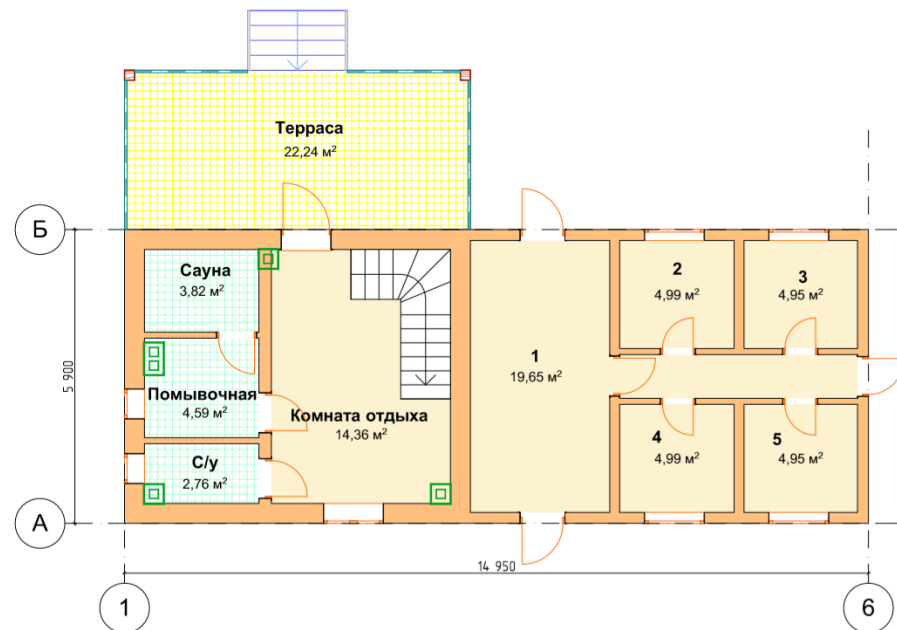 Терраса
22,24 м²
Б
Сауна
3,82 м²
2
4,99 м²
3
4,95 м²
1
19,65 м²
5 900
Помывочная
4,59 м²
Комната отдыха
14,36 м²
С/у
2,76 м²
4
4,99 м²
5
4,95 м²
А
14 950
1
6